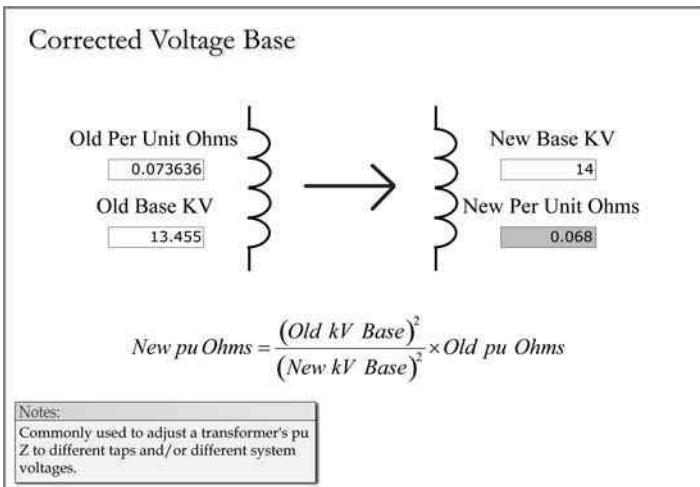 Corrected Voltage Base
Old Per Unit Ohms
0.073636
Old Base KV
13.455
New Base KV
14
New Per Unit Ohms
0.068
New pu Ohms = (Old kV Base)² / (New kV Base)² × Old pu Ohms
Notes:
Commonly used to adjust a transformer's pu
Z to different taps and/or different system
voltages.